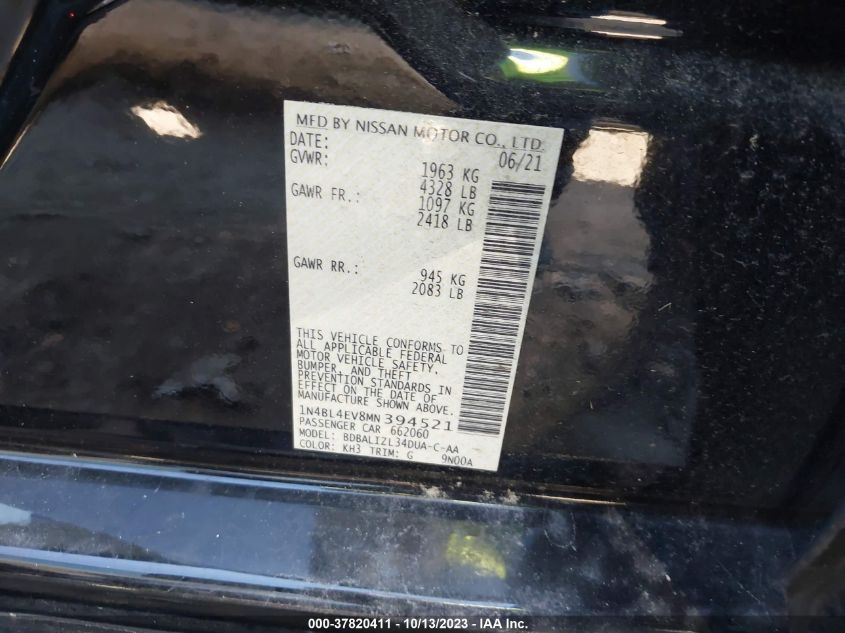 MFD BY NISSAN MOTOR CO., LTD.
DATE: 06/21
GVWR: 1963 KG
4328 LB
GAWR FR.: 1097 KG
2418 LB
GAWR RR.: 945 KG
2083 LB
THIS VEHICLE CONFORMS TO
ALL APPLICABLE FEDERAL
MOTOR VEHICLE SAFETY,
BUMPER, AND THEFT
PREVENTION STANDARDS IN
EFFECT ON THE DATE OF
MANUFACTURE SHOWN ABOVE.
1N4BL4EV8MN394521
PASSENGER CAR 662060
MODEL: BDBALIZL34DUA-C-AA
COLOR: KH3 TRIM: G 9N00A
000-37820411 - 10/13/2023 - IAA Inc.